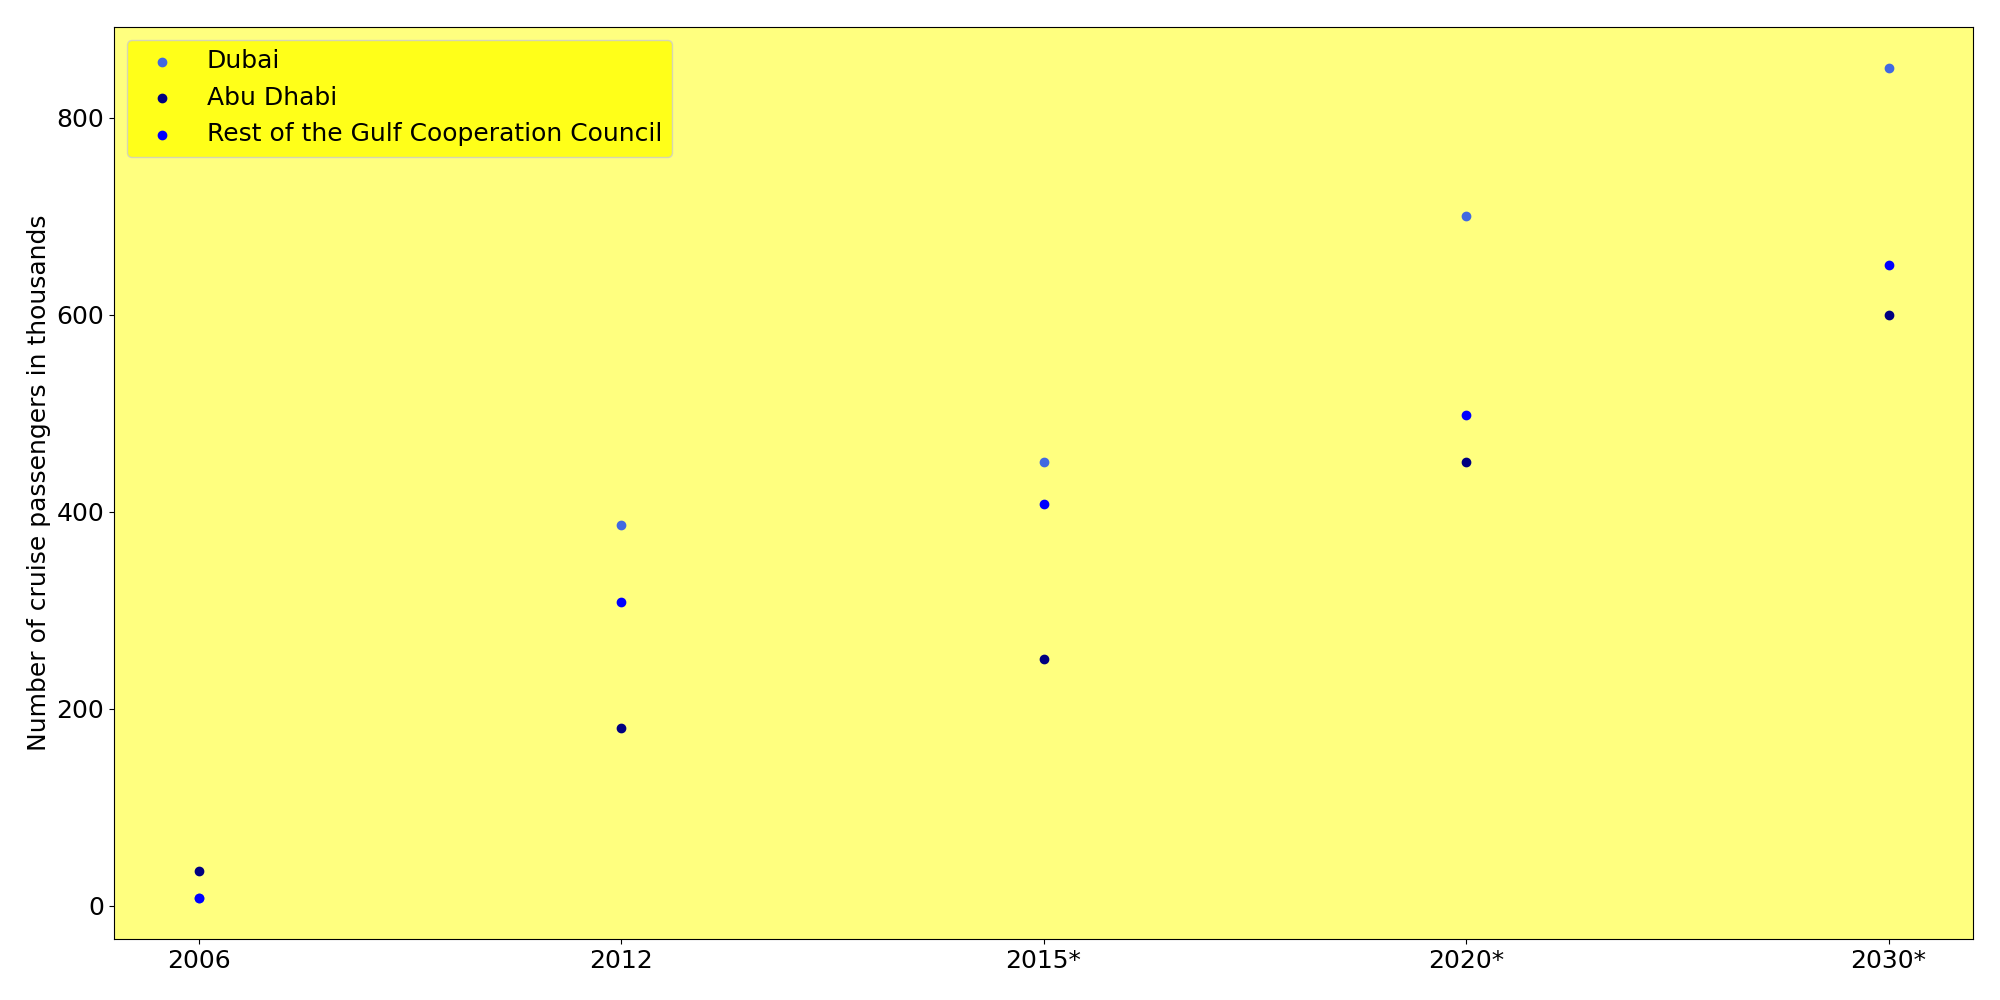 Dubai
Abu Dhabi
Rest of the Gulf Cooperation Council
Number of cruise passengers in thousands
800
600
400
200
0
2006 2012 2015* 2020* 2030*